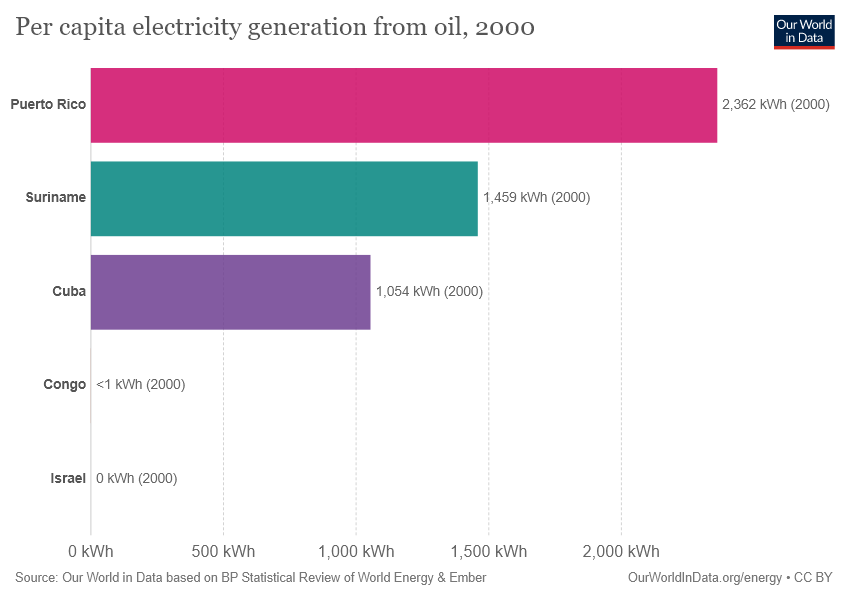 Per capita electricity generation from oil, 2000
Our World
in Data
Puerto Rico
2,362 kWh (2000)
Suriname
1,459 kWh (2000)
Cuba
1,054 kWh (2000)
Congo
<1 kWh (2000)
Israel
0 kWh (2000)
0 kWh 500 kWh 1,000 kWh 1,500 kWh 2,000 kWh
Source: Our World in Data based on BP Statistical Review of World Energy & Ember
OurWorldInData.org/energy • CC BY